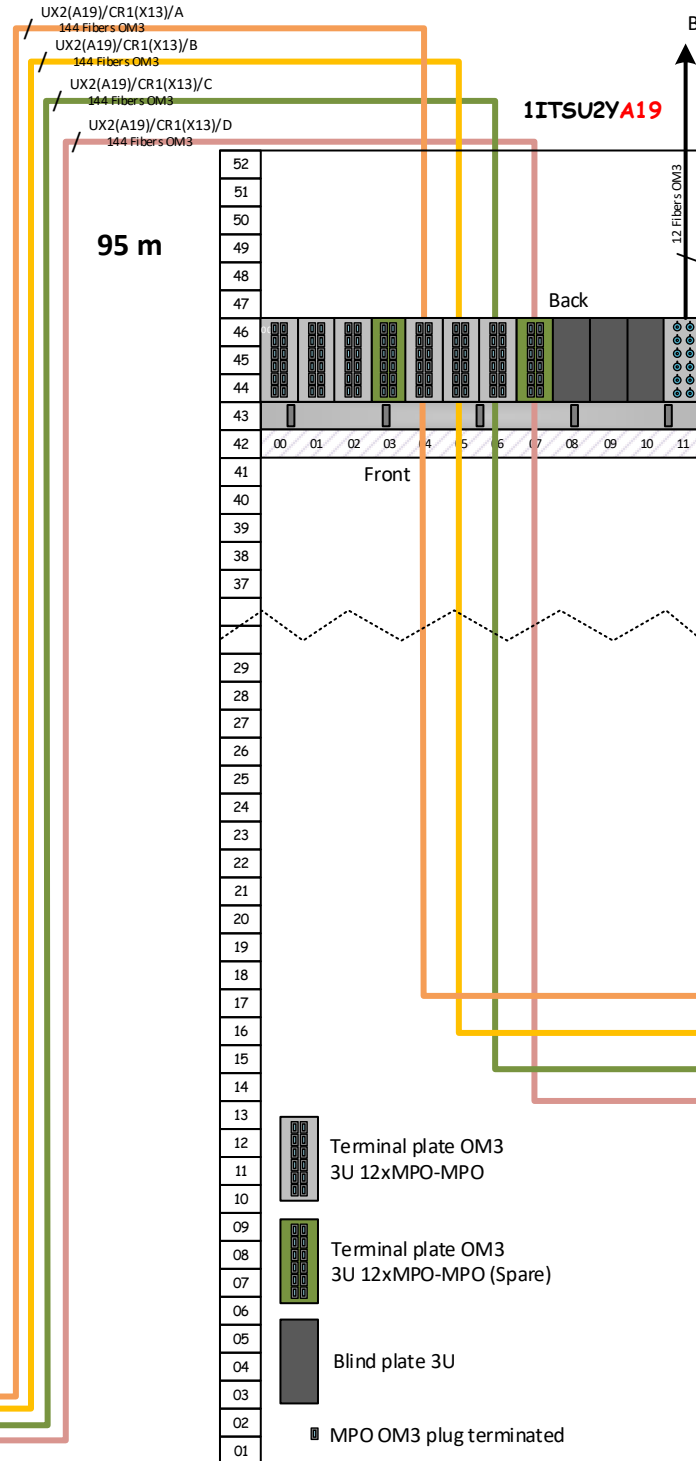 UX2(A19)/CR1(X13)/A
144 Fibers OM3
UX2(A19)/CR1(X13)/B
144 Fibers OM3
UX2(A19)/CR1(X13)/C
144 Fibers OM3
UX2(A19)/CR1(X13)/D
144 Fibers OM3
B
1ITSU2YA19
12 Fibers OM3
95 m
52
51
50
49
48
47
Back
46
45
44
43
42
00 01 02 03 04 05 06 07 08 09 10 11
41
Front
40
39
38
37
29
28
27
26
25
24
23
22
21
20
19
18
17
16
15
14
13
12
11
10
Terminal plate OM3
3U 12xMPO-MPO
09
08
07
06
Terminal plate OM3
3U 12xMPO-MPO (Spare)
05
04
03
Blind plate 3U
02
01
MPO OM3 plug terminated